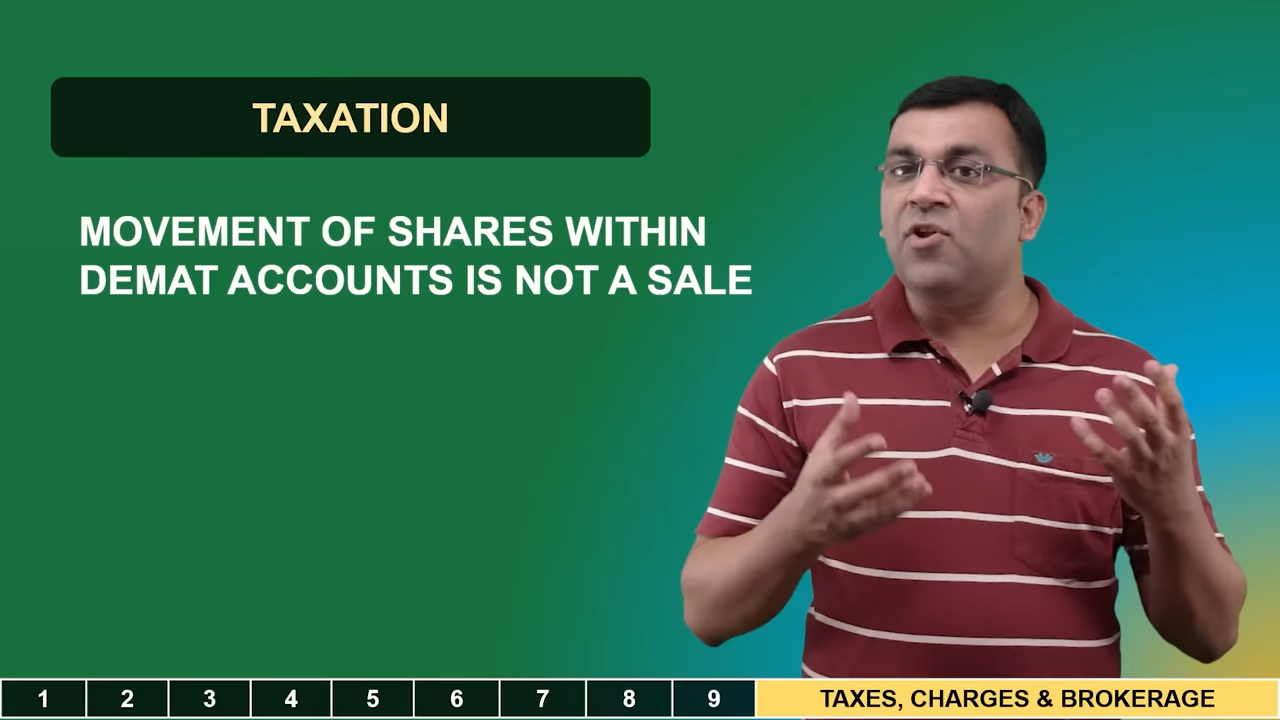 TAXATION
MOVEMENT OF SHARES WITHIN
DEMAT ACCOUNTS IS NOT A SALE
1 2 3 4 5 6 7 8 9 TAXES, CHARGES & BROKERAGE